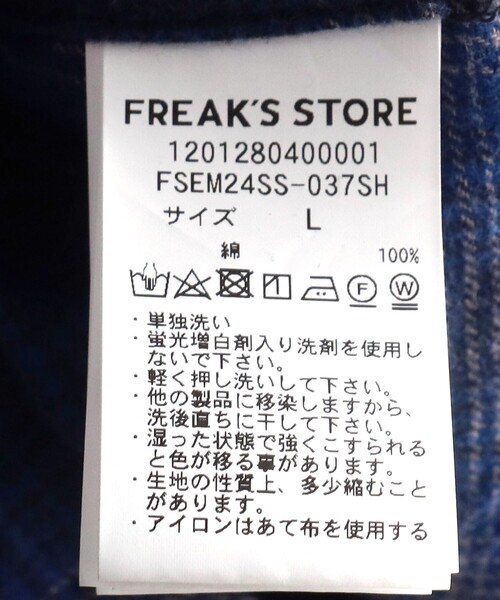 FREAK'S STORE
1201280400001
FSEM24SS-037SH
サイズ L
綿 100%
F W
・単独洗い
・蛍光増白剤入り洗剤を使用し
ないで下さい。
・軽く押し洗いして下さい。
・他の製品に移染しますから、
洗後直ちに干して下さい。
・湿った状態で強くこすられる
と色が移る事があります。
・生地の性質上、多少縮むこと
があります。
・アイロンはあて布を使用する